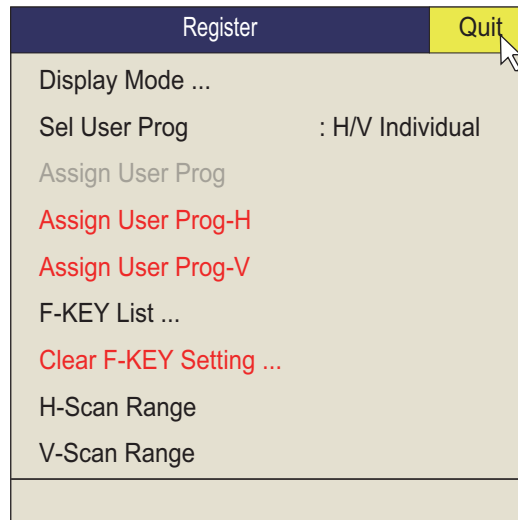 Register Quit
Display Mode ...
Sel User Prog : H/V Individual
Assign User Prog
Assign User Prog-H
Assign User Prog-V
F-KEY List ...
Clear F-KEY Setting ...
H-Scan Range
V-Scan Range